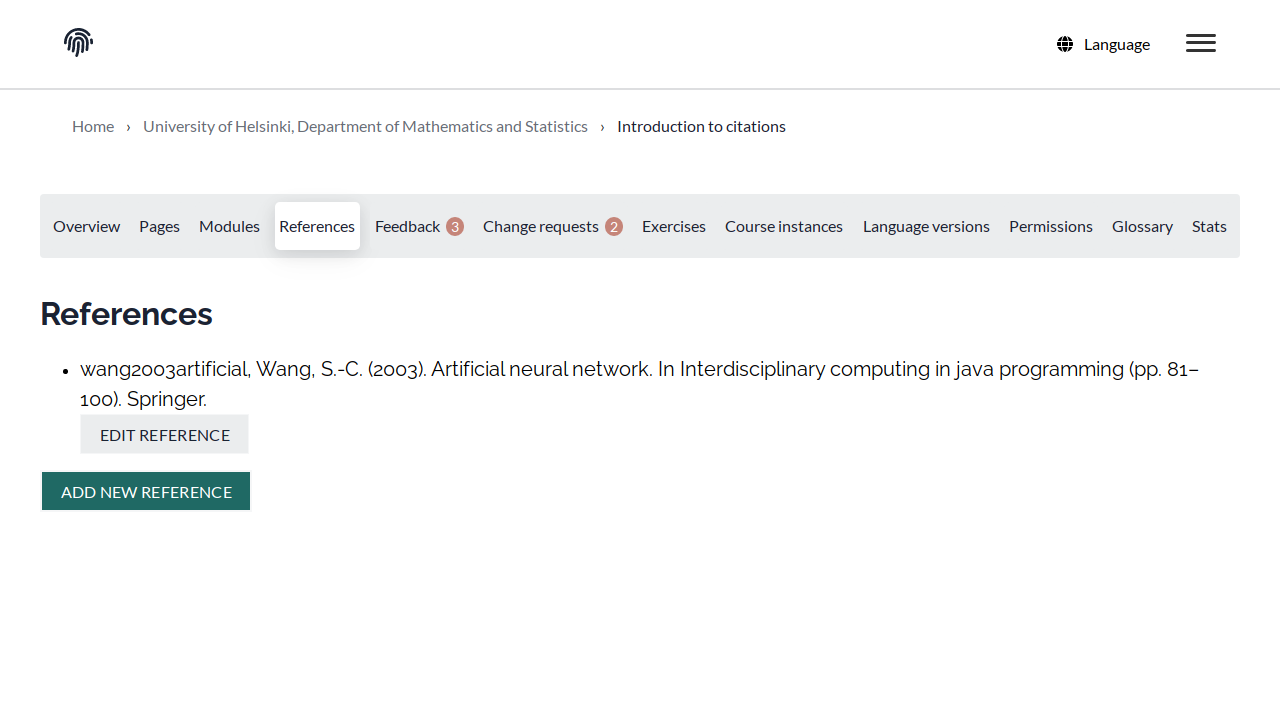 Language
Home › University of Helsinki, Department of Mathematics and Statistics › Introduction to citations
Overview Pages Modules References Feedback 3 Change requests 2 Exercises Course instances Language versions Permissions Glossary Stats
References
• wang2003artificial, Wang, S.-C. (2003). Artificial neural network. In Interdisciplinary computing in java programming (pp. 81–
100). Springer.
EDIT REFERENCE
ADD NEW REFERENCE